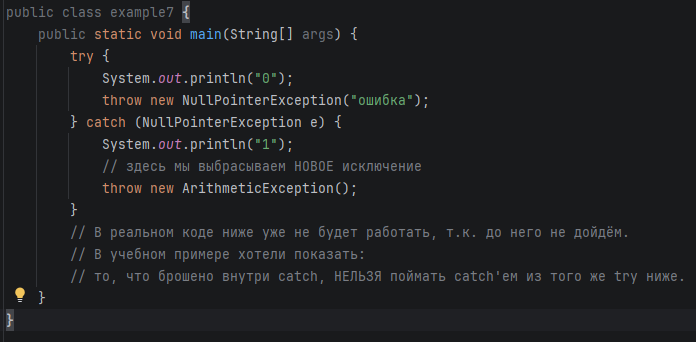 public class example7 {
public static void main(String[] args) {
try {
System.out.println("0");
throw new NullPointerException("ошибка");
} catch (NullPointerException e) {
System.out.println("1");
// здесь мы выбрасываем НОВОЕ исключение
throw new ArithmeticException();
}
// В реальном коде ниже уже не будет работать, т.к. до него не дойдём.
// В учебном примере хотели показать:
// то, что брошено внутри catch, НЕЛЬЗЯ поймать catch'ем из того же try ниже.
}
}